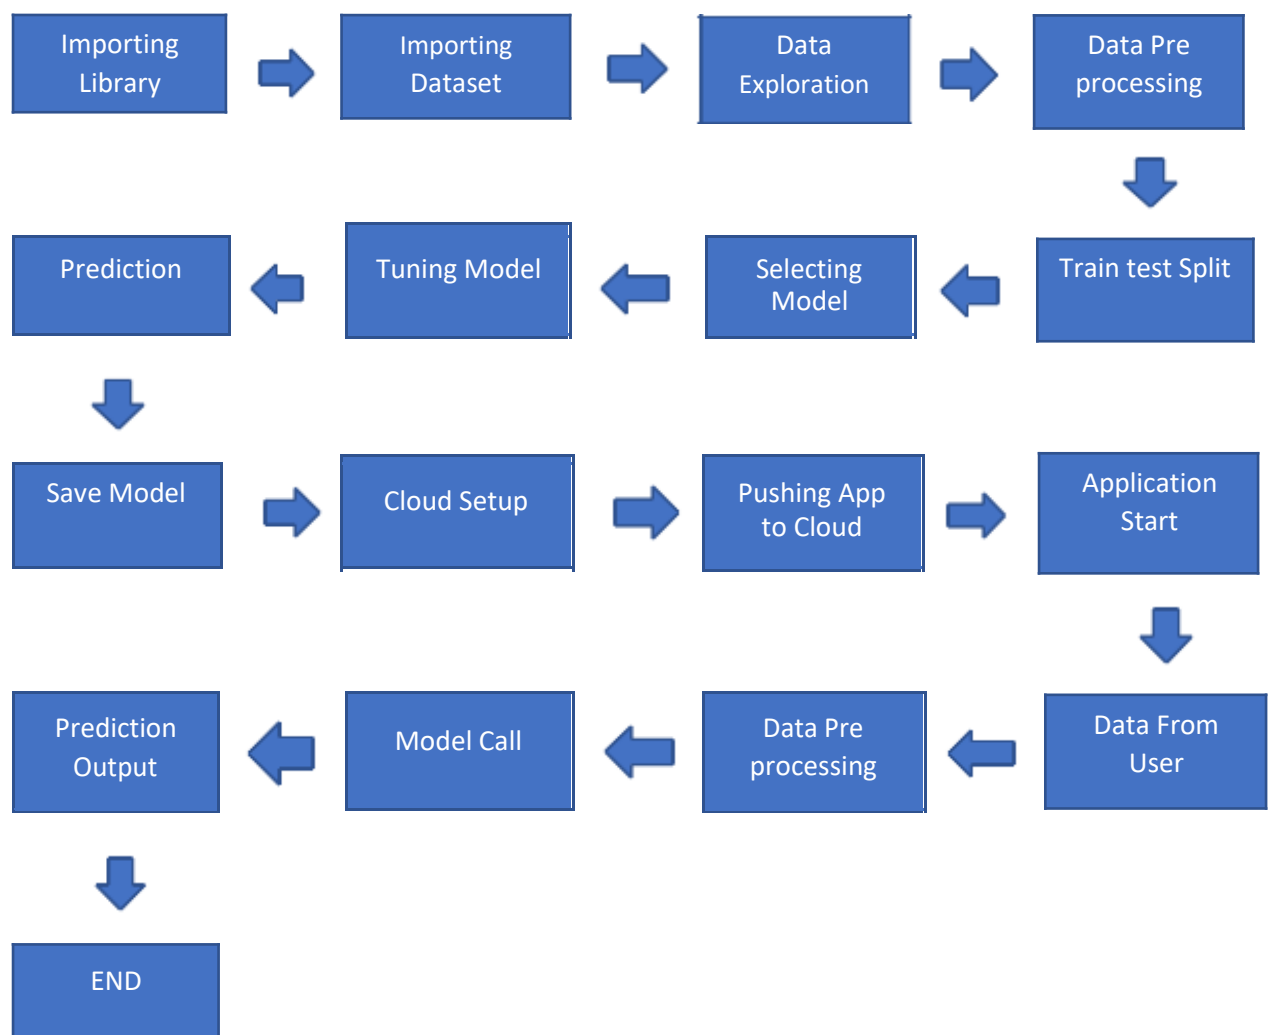 Importing
Library
Importing
Dataset
Data
Exploration
Data Pre
processing
Train test Split
Selecting
Model
Tuning Model
Prediction
Save Model
Cloud Setup
Pushing App
to Cloud
Application
Start
Data From
User
Data Pre
processing
Model Call
Prediction
Output
END